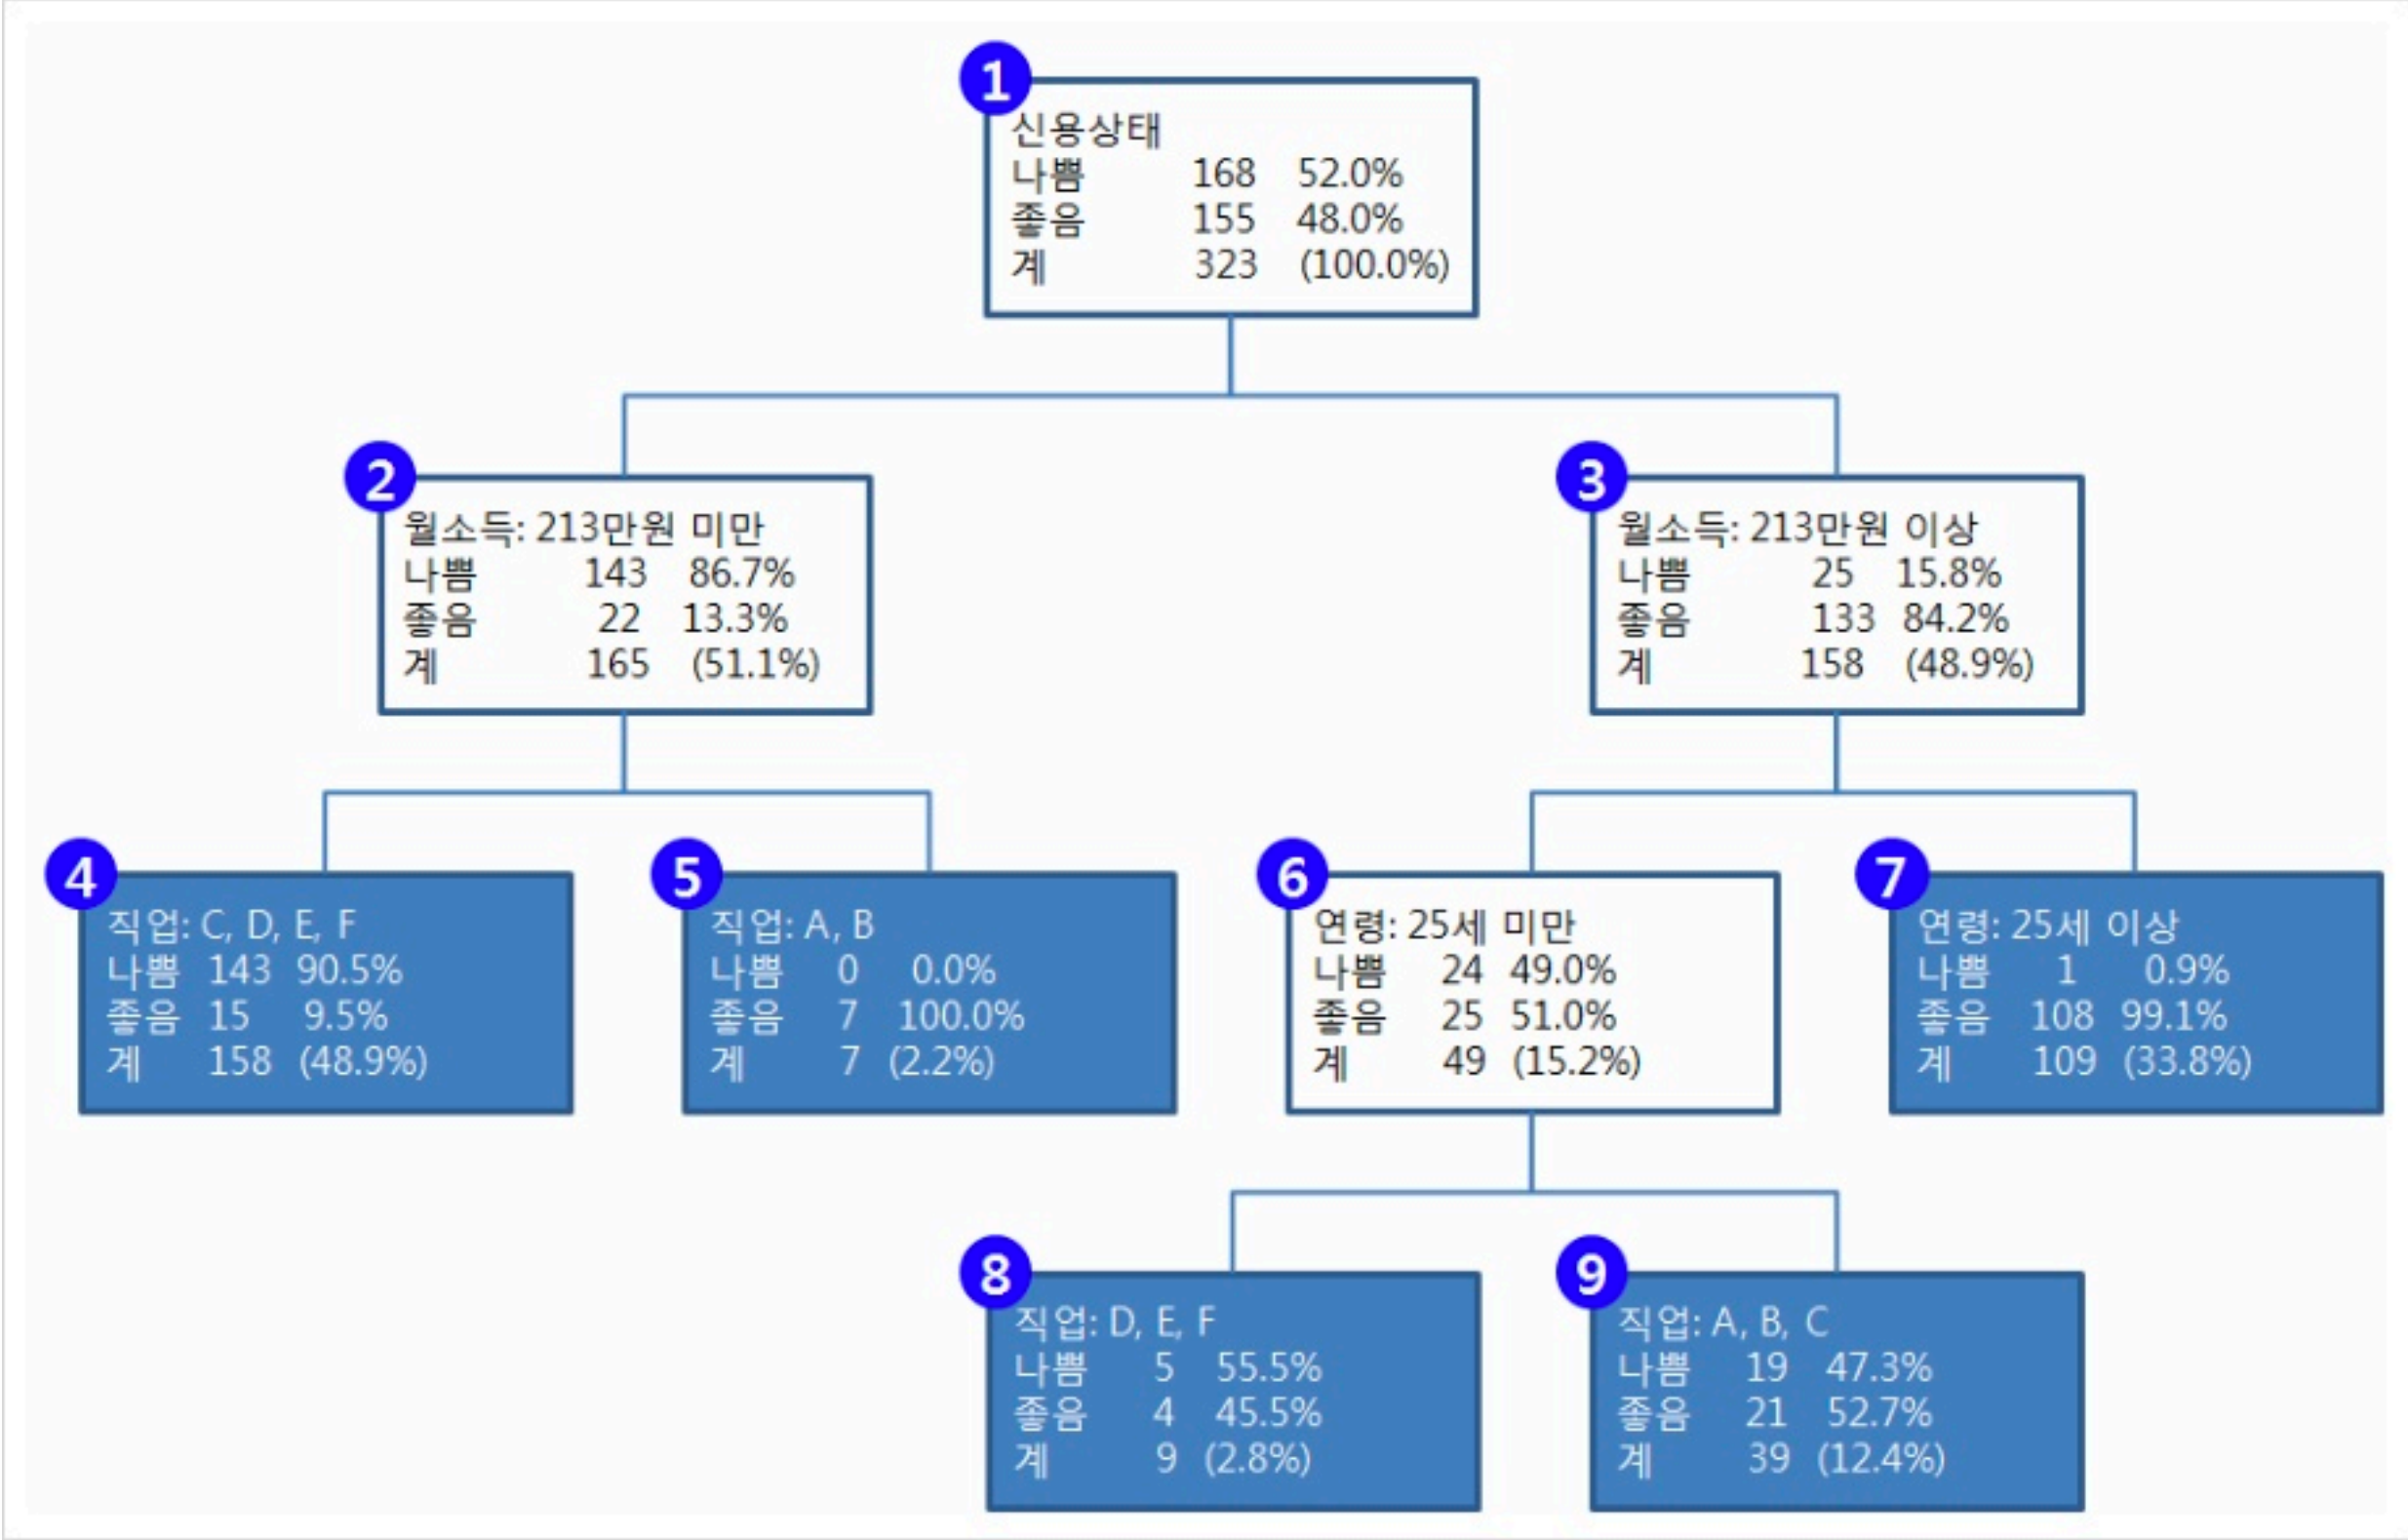 1
신용상태
나쁨 168 52.0%
좋음 155 48.0%
계 323 (100.0%)
2
월소득: 213만원 미만
나쁨 143 86.7%
좋음 22 13.3%
계 165 (51.1%)
3
월소득: 213만원 이상
나쁨 25 15.8%
좋음 133 84.2%
계 158 (48.9%)
4
직업: C, D, E, F
나쁨 143 90.5%
좋음 15 9.5%
계 158 (48.9%)
5
직업: A, B
나쁨 0 0.0%
좋음 7 100.0%
계 7 (2.2%)
6
연령: 25세 미만
나쁨 24 49.0%
좋음 25 51.0%
계 49 (15.2%)
7
연령: 25세 이상
나쁨 1 0.9%
좋음 108 99.1%
계 109 (33.8%)
8
직업: D, E, F
나쁨 5 55.5%
좋음 4 45.5%
계 9 (2.8%)
9
직업: A, B, C
나쁨 19 47.3%
좋음 21 52.7%
계 39 (12.4%)